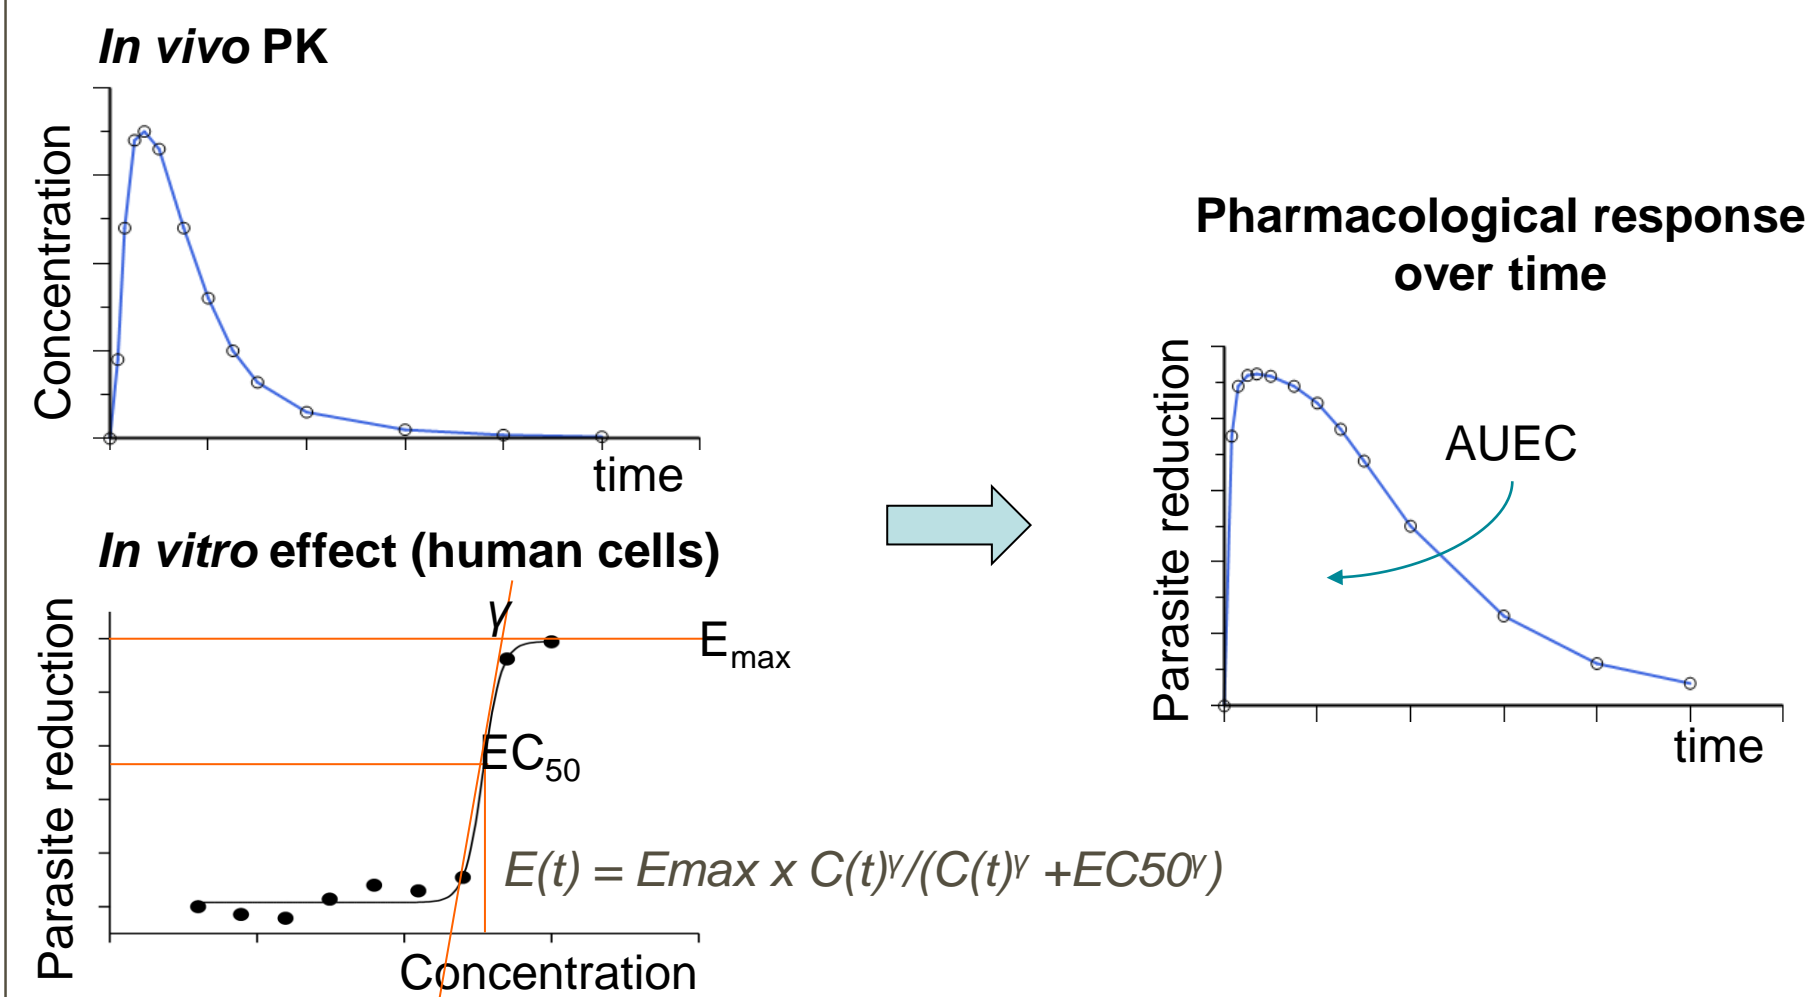 In vivo PK
Concentration
time
In vitro effect (human cells)
Parasite reduction
γ
Emax
EC50
E(t) = Emax x C(t)γ/(C(t)γ +EC50γ)
Concentration
Pharmacological response
over time
Parasite reduction
AUEC
time